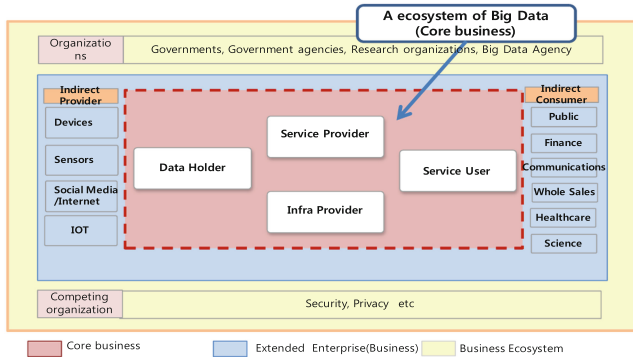 A ecosystem of Big Data
(Core business)
Organizatio
ns
Governments, Government agencies, Research organizations, Big Data Agency
Indirect
Provider
Devices
Sensors
Social Media
/Internet
IOT
Data Holder
Service Provider
Infra Provider
Service User
Indirect
Consumer
Public
Finance
Communications
Whole Sales
Healthcare
Science
Competing
organization
Security, Privacy etc
Core business
Extended Enterprise(Business)
Business Ecosystem